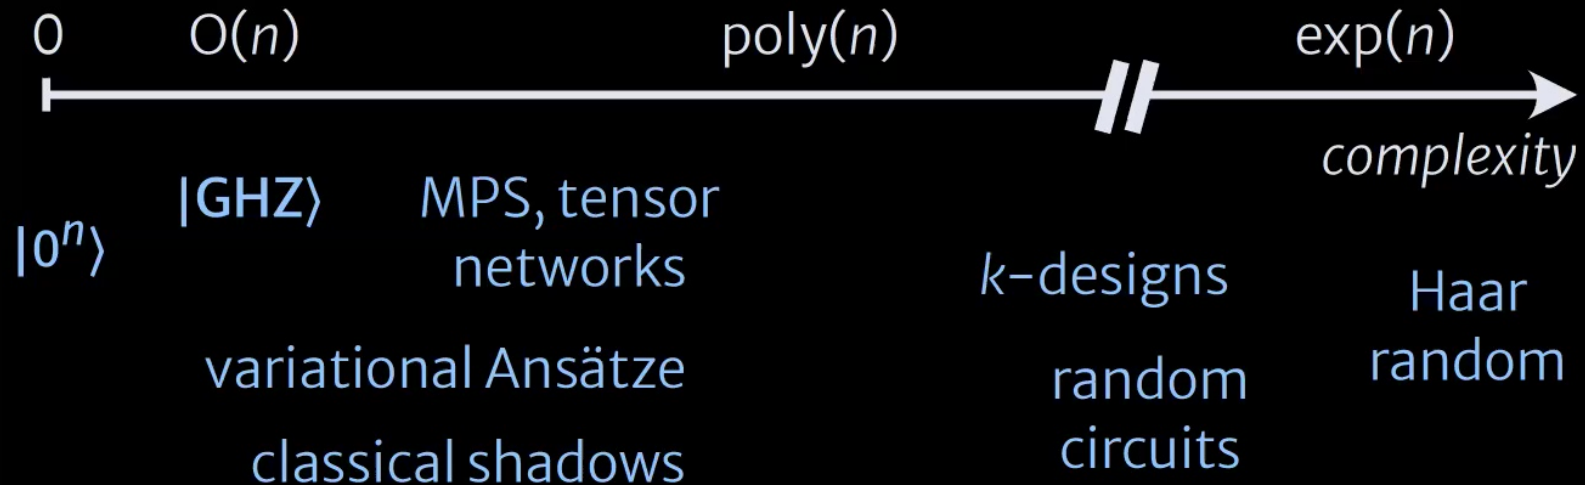 0 O(n) poly(n) exp(n)
complexity
|GHZ⟩ MPS, tensor
networks
|0ⁿ⟩
k-designs
Haar
random
variational Ansätze
random
circuits
classical shadows